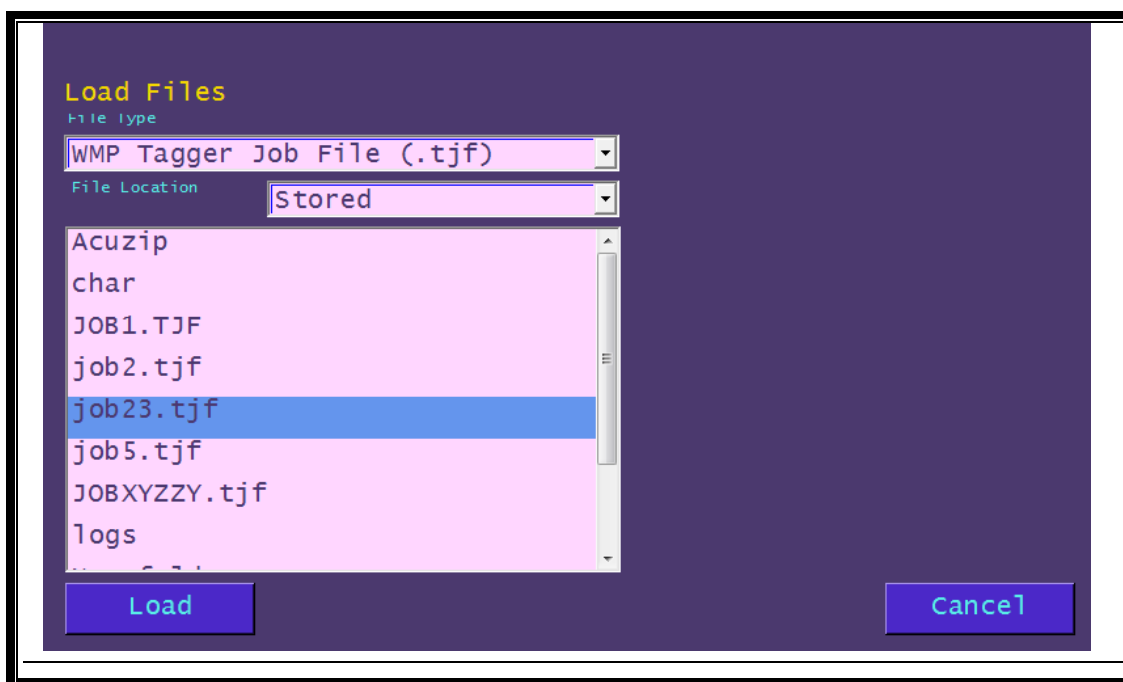 Load Files
File Type
WMP Tagger Job File (.tjf)
File Location
Stored
Acuzip
char
JOB1.TJF
job2.tjf
job23.tjf
job5.tjf
JOBXYZZY.tjf
logs
Load
Cancel